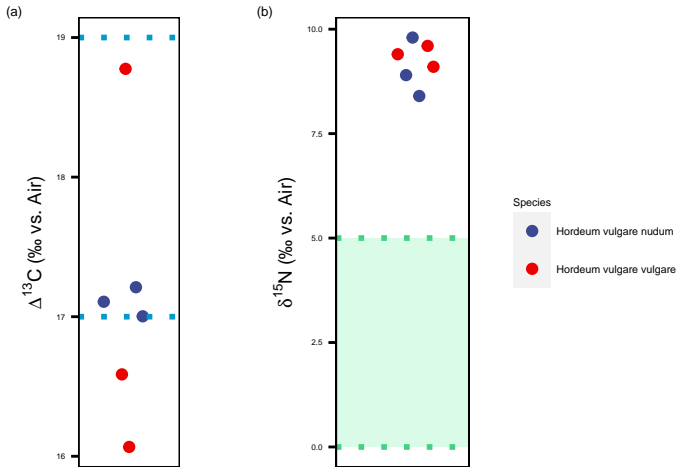 (a)
(b)
19
18
17
16
Δ¹³C (‰ vs. Air)
10.0
7.5
5.0
2.5
0.0
δ¹⁵N (‰ vs. Air)
Species
Hordeum vulgare nudum
Hordeum vulgare vulgare